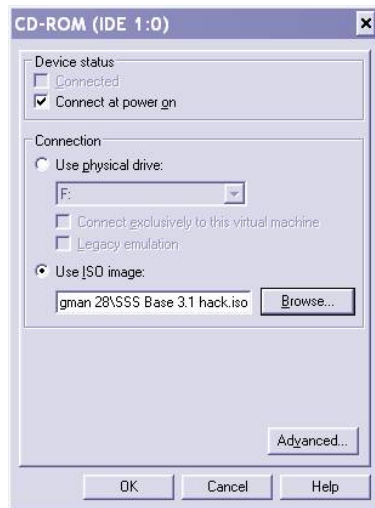 CD-ROM (IDE 1:0)
Device status
Connected
Connect at power on
Connection
Use physical drive:
F:
Connect exclusively to this virtual machine
Legacy emulation
Use ISO image:
gman 28\SSS Base 3.1 hack.iso Browse...
Advanced...
OK Cancel Help